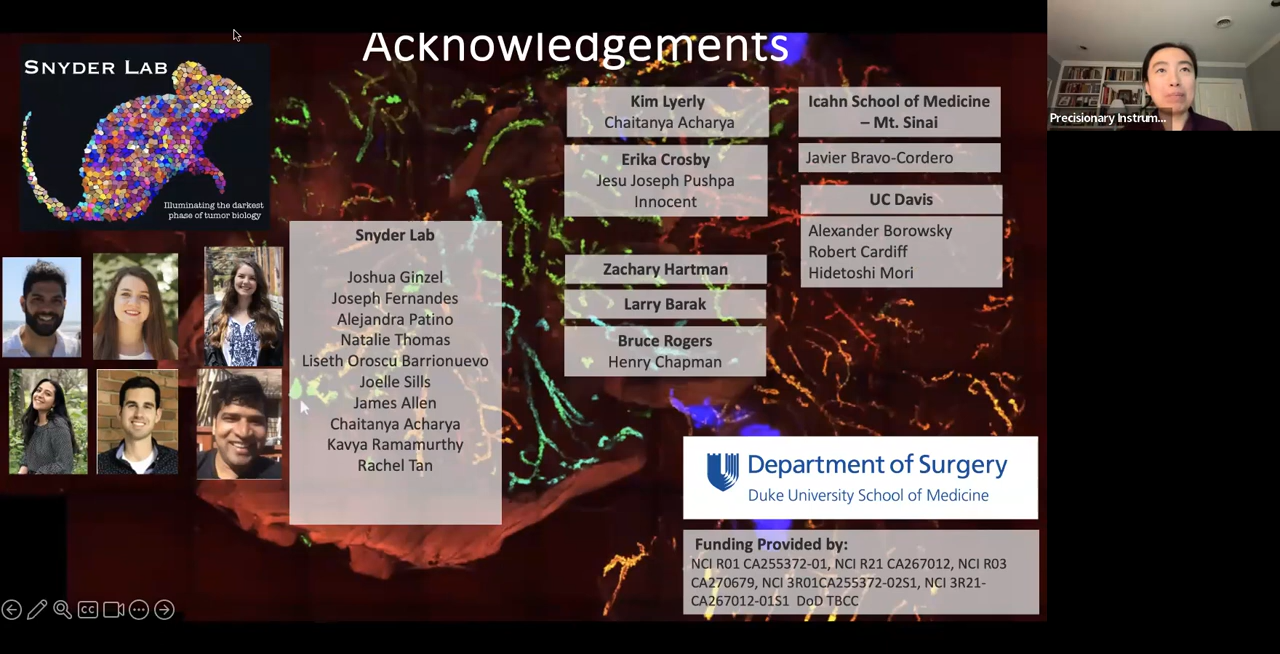 Acknowledgements
SNYDER LAB
Illuminating the darkest
phase of tumor biology
Snyder Lab
Joshua Ginzel
Joseph Fernandes
Alejandra Patino
Natalie Thomas
Liseth Oroscu Barrionuevo
Joelle Sills
James Allen
Chaitanya Acharya
Kavya Ramamurthy
Rachel Tan
Kim Lyerly
Chaitanya Acharya
Erika Crosby
Jesu Joseph Pushpa
Innocent
Zachary Hartman
Larry Barak
Bruce Rogers
Henry Chapman
Icahn School of Medicine
– Mt. Sinai
Javier Bravo-Cordero
UC Davis
Alexander Borowsky
Robert Cardiff
Hidetoshi Mori
Department of Surgery
Duke University School of Medicine
Funding Provided by:
NCI R01 CA255372-01, NCI R21 CA267012, NCI R03
CA270679, NCI 3R01CA255372-02S1, NCI 3R21-
CA267012-01S1 DoD TBCC
Precisionary Instrum...
CC